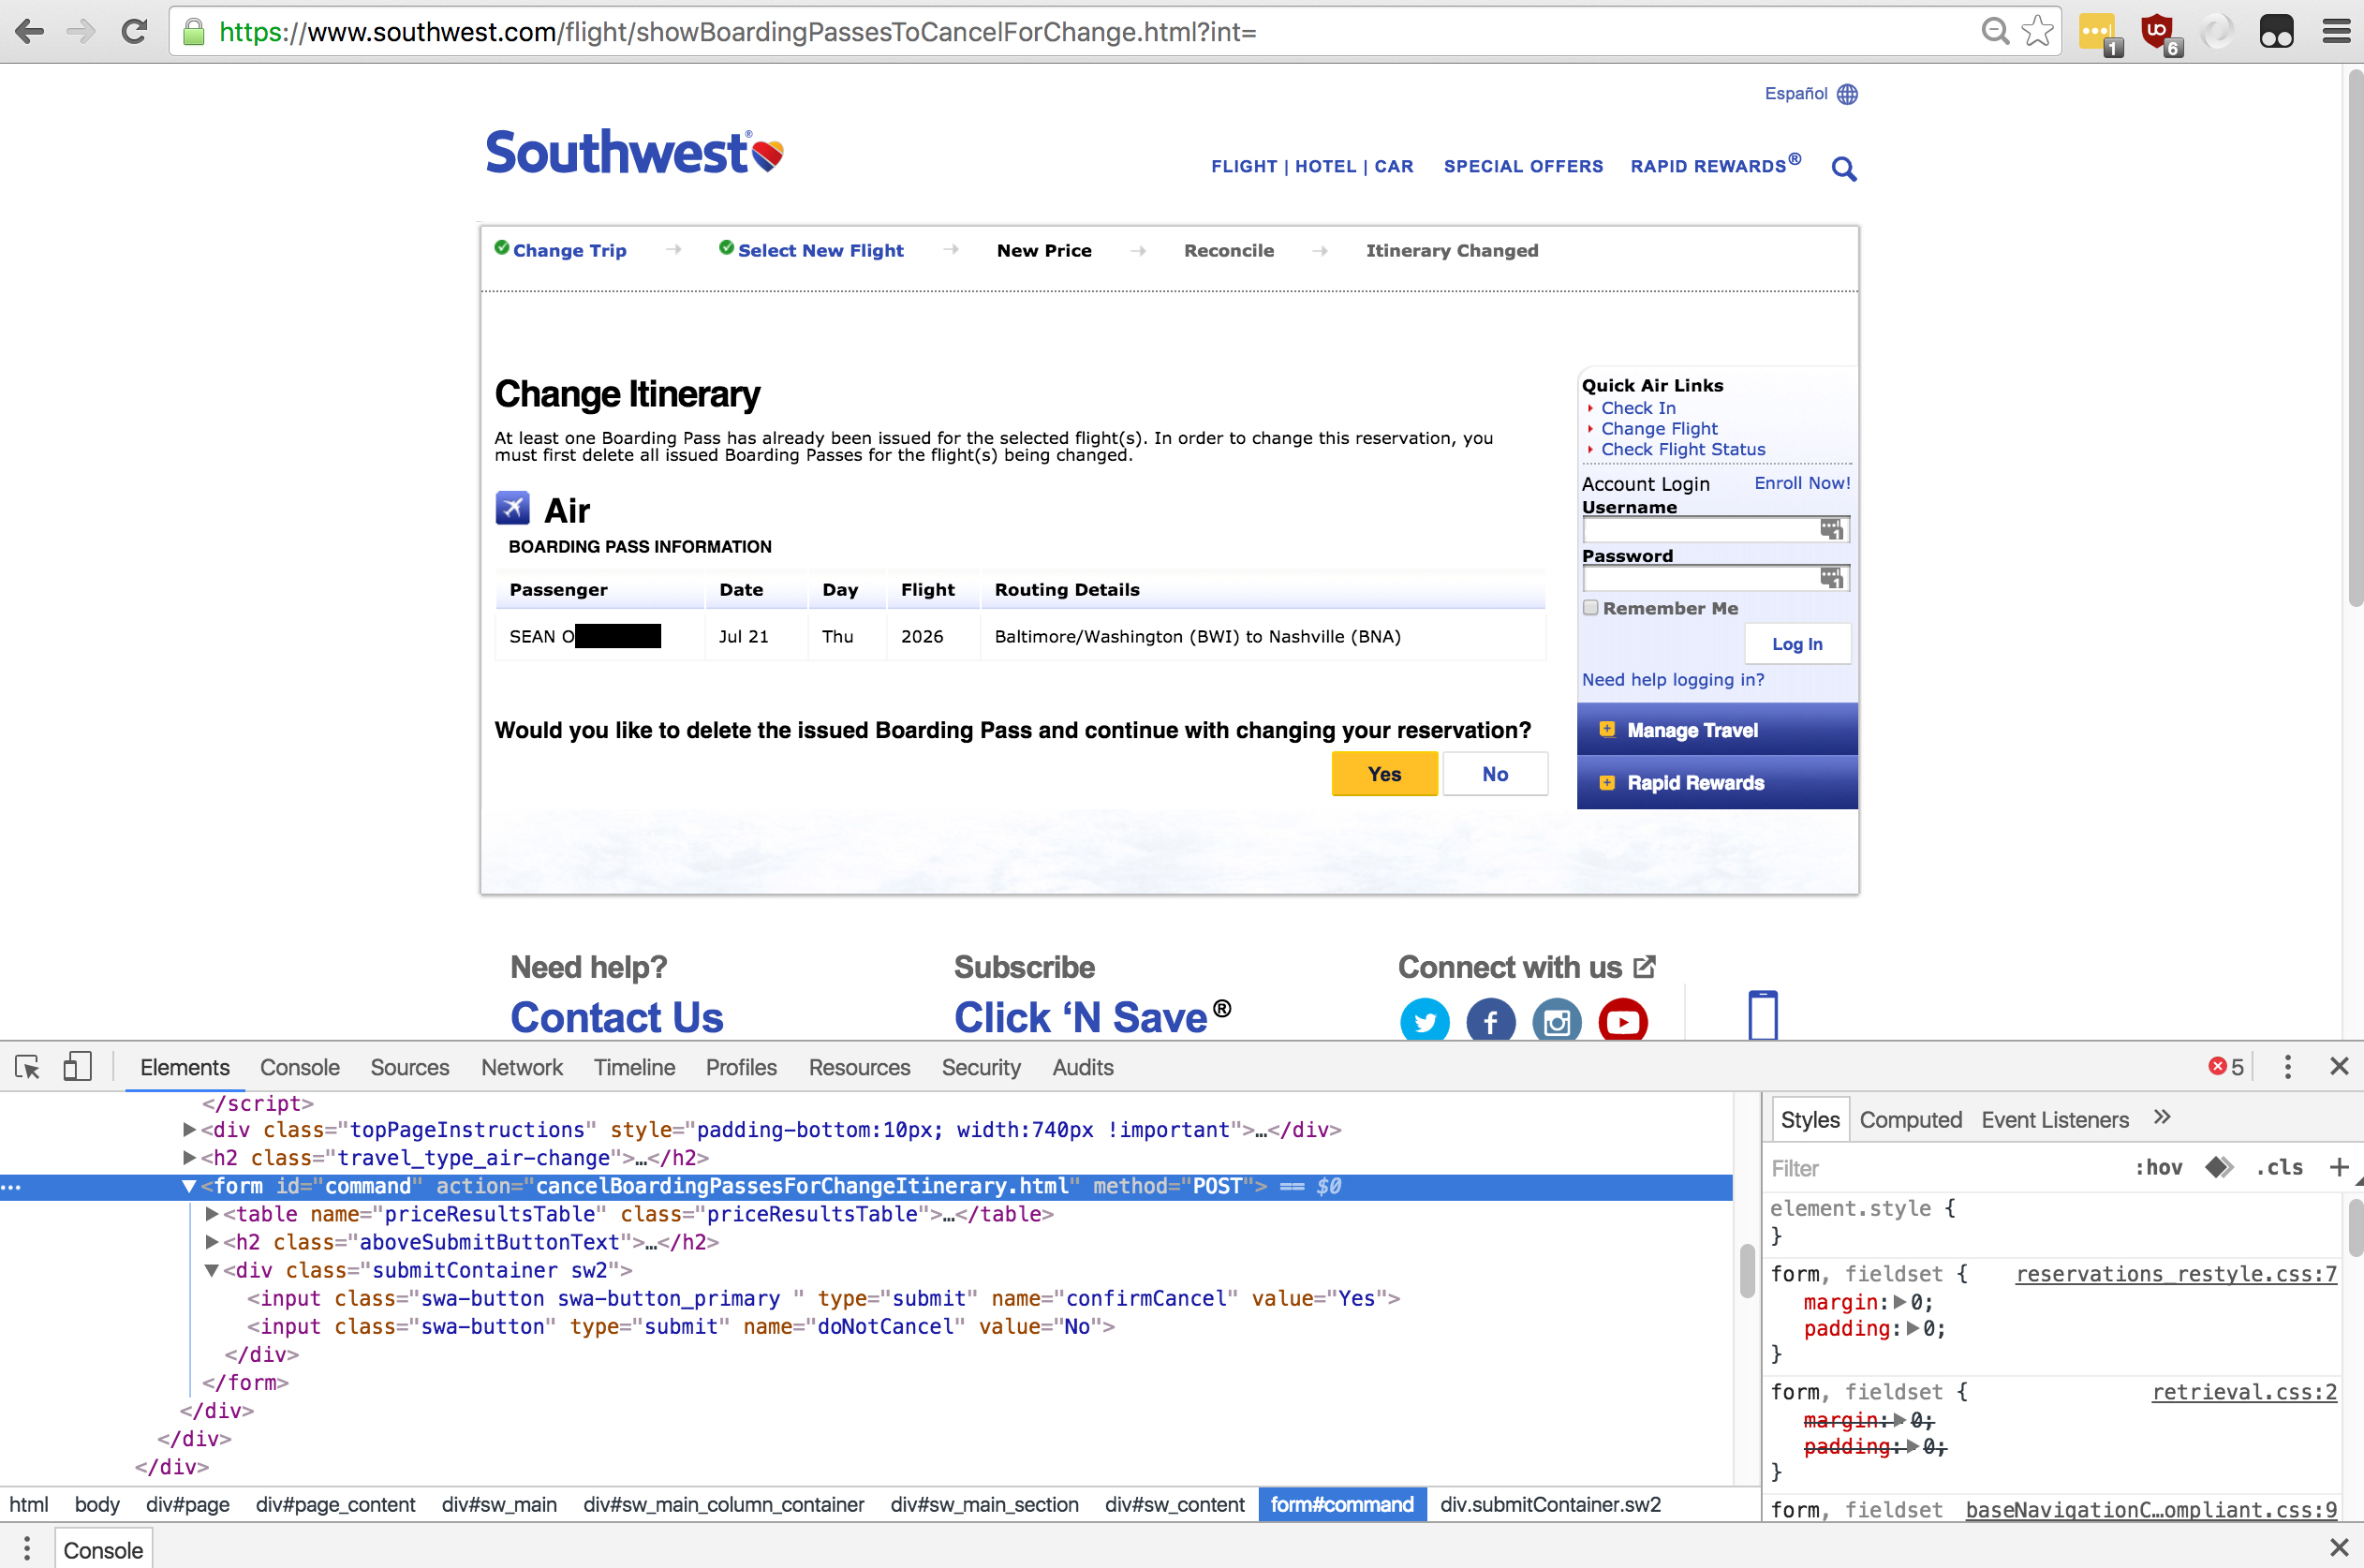 https://www.southwest.com/flight/showBoardingPassesToCancelForChange.html?int=
1
6
Español
Southwest®
FLIGHT | HOTEL | CAR SPECIAL OFFERS RAPID REWARDS®
Change Trip Select New Flight New Price Reconcile Itinerary Changed
Change Itinerary
At least one Boarding Pass has already been issued for the selected flight(s). In order to change this reservation, you
must first delete all issued Boarding Passes for the flight(s) being changed.
Air
BOARDING PASS INFORMATION
Passenger Date Day Flight Routing Details
SEAN O Jul 21 Thu 2026 Baltimore/Washington (BWI) to Nashville (BNA)
Would you like to delete the issued Boarding Pass and continue with changing your reservation?
Yes No
Quick Air Links
Check In
Change Flight
Check Flight Status
Account Login Enroll Now!
Username
1
Password
1
Remember Me
Log In
Need help logging in?
Manage Travel
Rapid Rewards
Need help? Subscribe Connect with us
Contact Us Click ‘N Save®
Elements Console Sources Network Timeline Profiles Resources Security Audits 5
</script>
<div class="topPageInstructions" style="padding-bottom:10px; width:740px !important">…</div>
<h2 class="travel_type_air-change">…</h2>
<form id="command" action="cancelBoardingPassesForChangeItinerary.html" method="POST"> == $0
<table name="priceResultsTable" class="priceResultsTable">…</table>
<h2 class="aboveSubmitButtonText">…</h2>
<div class="submitContainer sw2">
<input class="swa-button swa-button_primary " type="submit" name="confirmCancel" value="Yes">
<input class="swa-button" type="submit" name="doNotCancel" value="No">
</div>
</form>
</div>
</div>
</div>
html body div#page div#page_content div#sw_main div#sw_main_column_container div#sw_main_section div#sw_content form#command div.submitContainer.sw2
Styles Computed Event Listeners »
Filter :hov .cls +
element.style {
}
form, fieldset { reservations_restyle.css:7
margin: 0;
padding: 0;
}
form, fieldset { retrieval.css:2
margin: 0;
padding: 0;
}
form, fieldset baseNavigationC…ompliant.css:9
Console